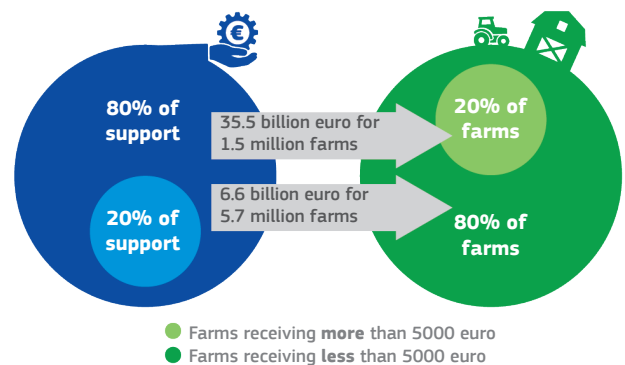 €
80% of
support
35.5 billion euro for
1.5 million farms
20% of
farms
20% of
support
6.6 billion euro for
5.7 million farms
80% of
farms
Farms receiving more than 5000 euro
Farms receiving less than 5000 euro